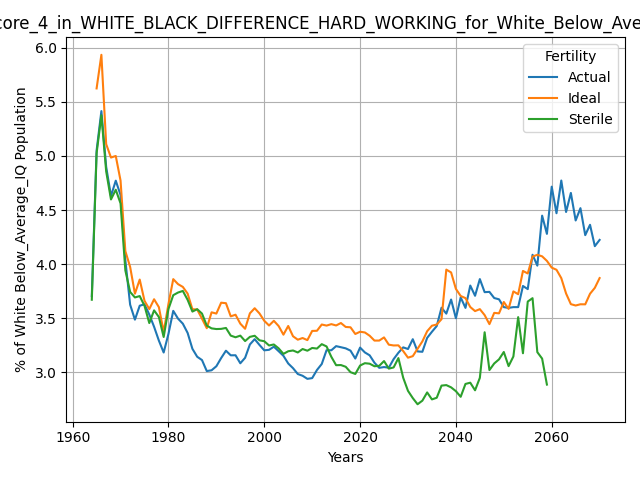 core_4_in_WHITE_BLACK_DIFFERENCE_HARD_WORKING_for_White_Below_Ave
Fertility
Actual
Ideal
Sterile
% of White Below_Average_IQ Population
6.0
5.5
5.0
4.5
4.0
3.5
3.0
1960
1980
2000
2020
2040
2060
Years